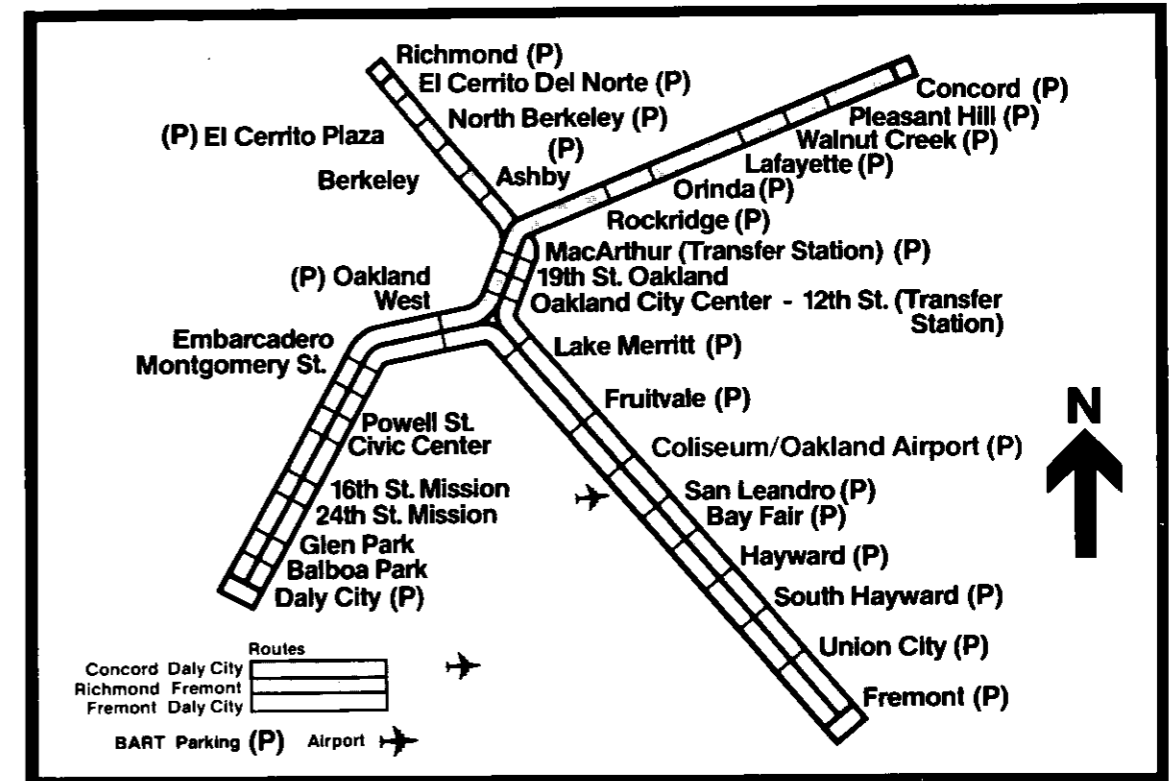 Richmond (P)
El Cerrito Del Norte (P)
(P) El Cerrito Plaza
North Berkeley (P)
Berkeley
(P)
Ashby
Concord (P)
Pleasant Hill (P)
Walnut Creek (P)
Lafayette (P)
Orinda (P)
Rockridge (P)
MacArthur (Transfer Station) (P)
19th St. Oakland
Oakland City Center - 12th St. (Transfer
Station)
(P) Oakland
West
Embarcadero
Montgomery St.
Powell St.
Civic Center
16th St. Mission
24th St. Mission
Glen Park
Balboa Park
Daly City (P)
Lake Merritt (P)
Fruitvale (P)
Coliseum/Oakland Airport (P)
San Leandro (P)
Bay Fair (P)
Hayward (P)
South Hayward (P)
Union City (P)
Fremont (P)
N
Routes
Concord Daly City
Richmond Fremont
Fremont Daly City
BART Parking (P) Airport